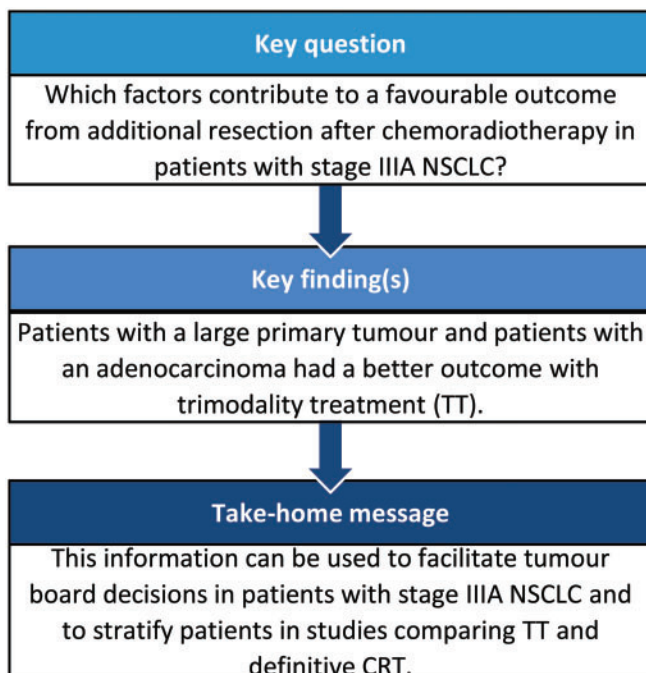 Key question
Which factors contribute to a favourable outcome
from additional resection after chemoradiotherapy in
patients with stage IIIA NSCLC?
Key finding(s)
Patients with a large primary tumour and patients with
an adenocarcinoma had a better outcome with
trimodality treatment (TT).
Take-home message
This information can be used to facilitate tumour
board decisions in patients with stage IIIA NSCLC and
to stratify patients in studies comparing TT and
definitive CRT.